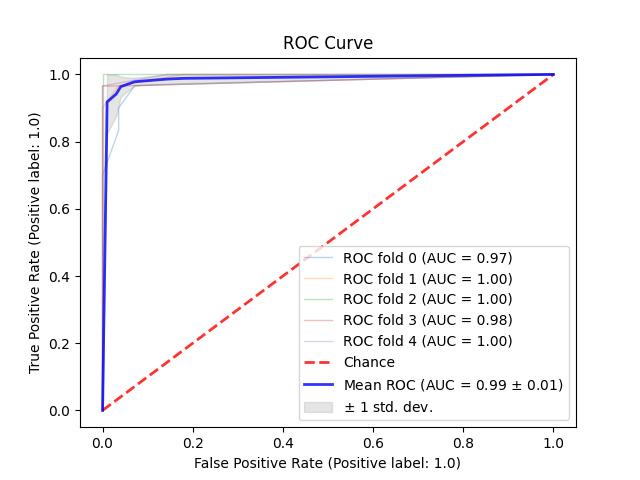 ROC Curve
True Positive Rate (Positive label: 1.0)
1.0
0.8
0.6
0.4
0.2
0.0
ROC fold 0 (AUC = 0.97)
ROC fold 1 (AUC = 1.00)
ROC fold 2 (AUC = 1.00)
ROC fold 3 (AUC = 0.98)
ROC fold 4 (AUC = 1.00)
Chance
Mean ROC (AUC = 0.99 ± 0.01)
± 1 std. dev.
0.0 0.2 0.4 0.6 0.8 1.0
False Positive Rate (Positive label: 1.0)